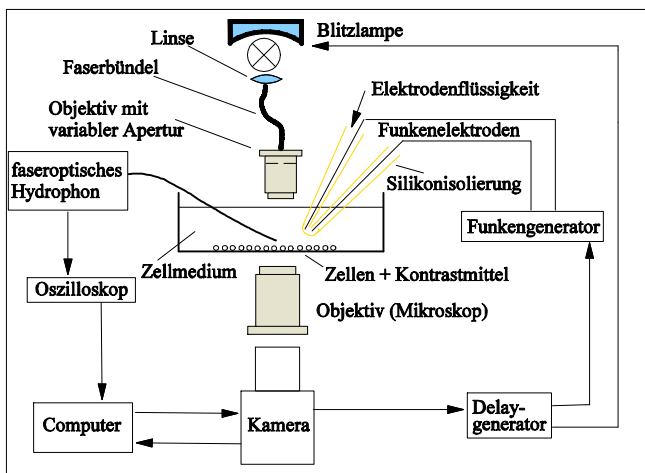 Blitzlampe
Linse
Faserbündel
Objektiv mit
variabler Apertur
Elektrodenflüssigkeit
Funkenelektroden
Silikonisolierung
faseroptisches
Hydrophon
Funkengenerator
Zellmedium
Zellen + Kontrastmittel
Oszilloskop
Objektiv (Mikroskop)
Computer
Kamera
Delay-
generator